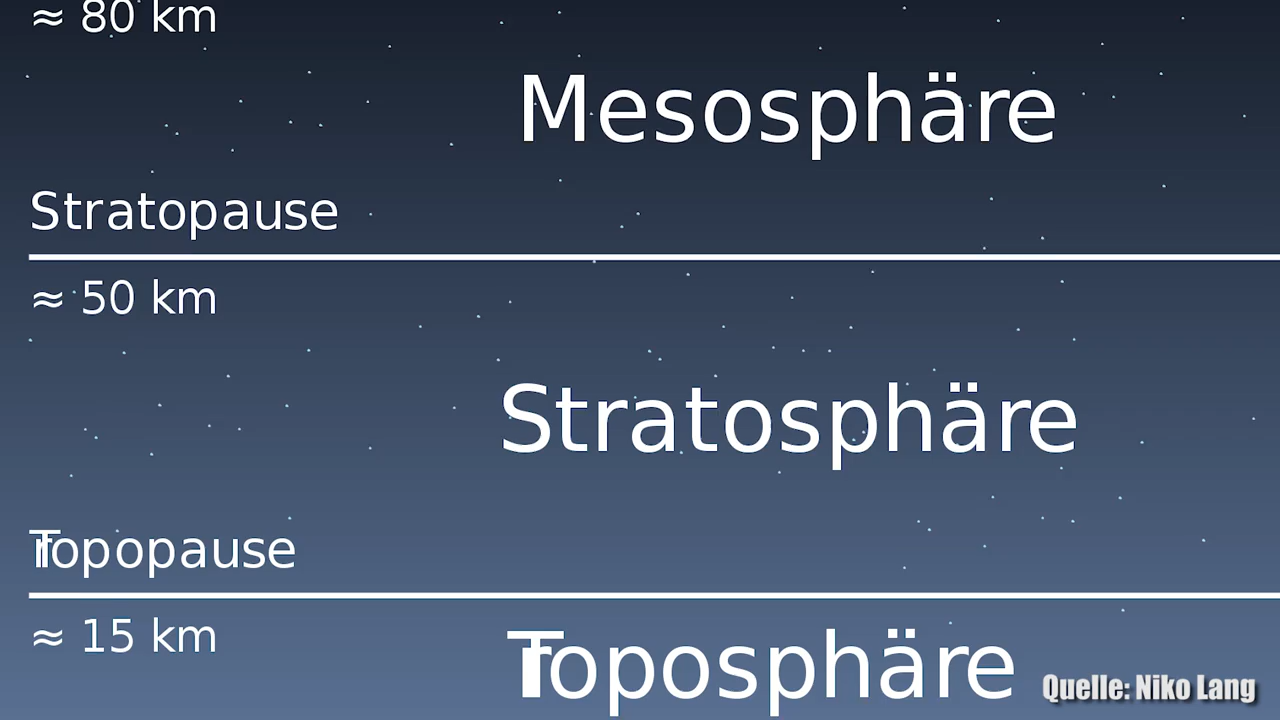 ≈ 80 km
Mesosphäre
Stratopause
≈ 50 km
Stratosphäre
Tropopause
≈ 15 km
Troposphäre
Quelle: Niko Lang